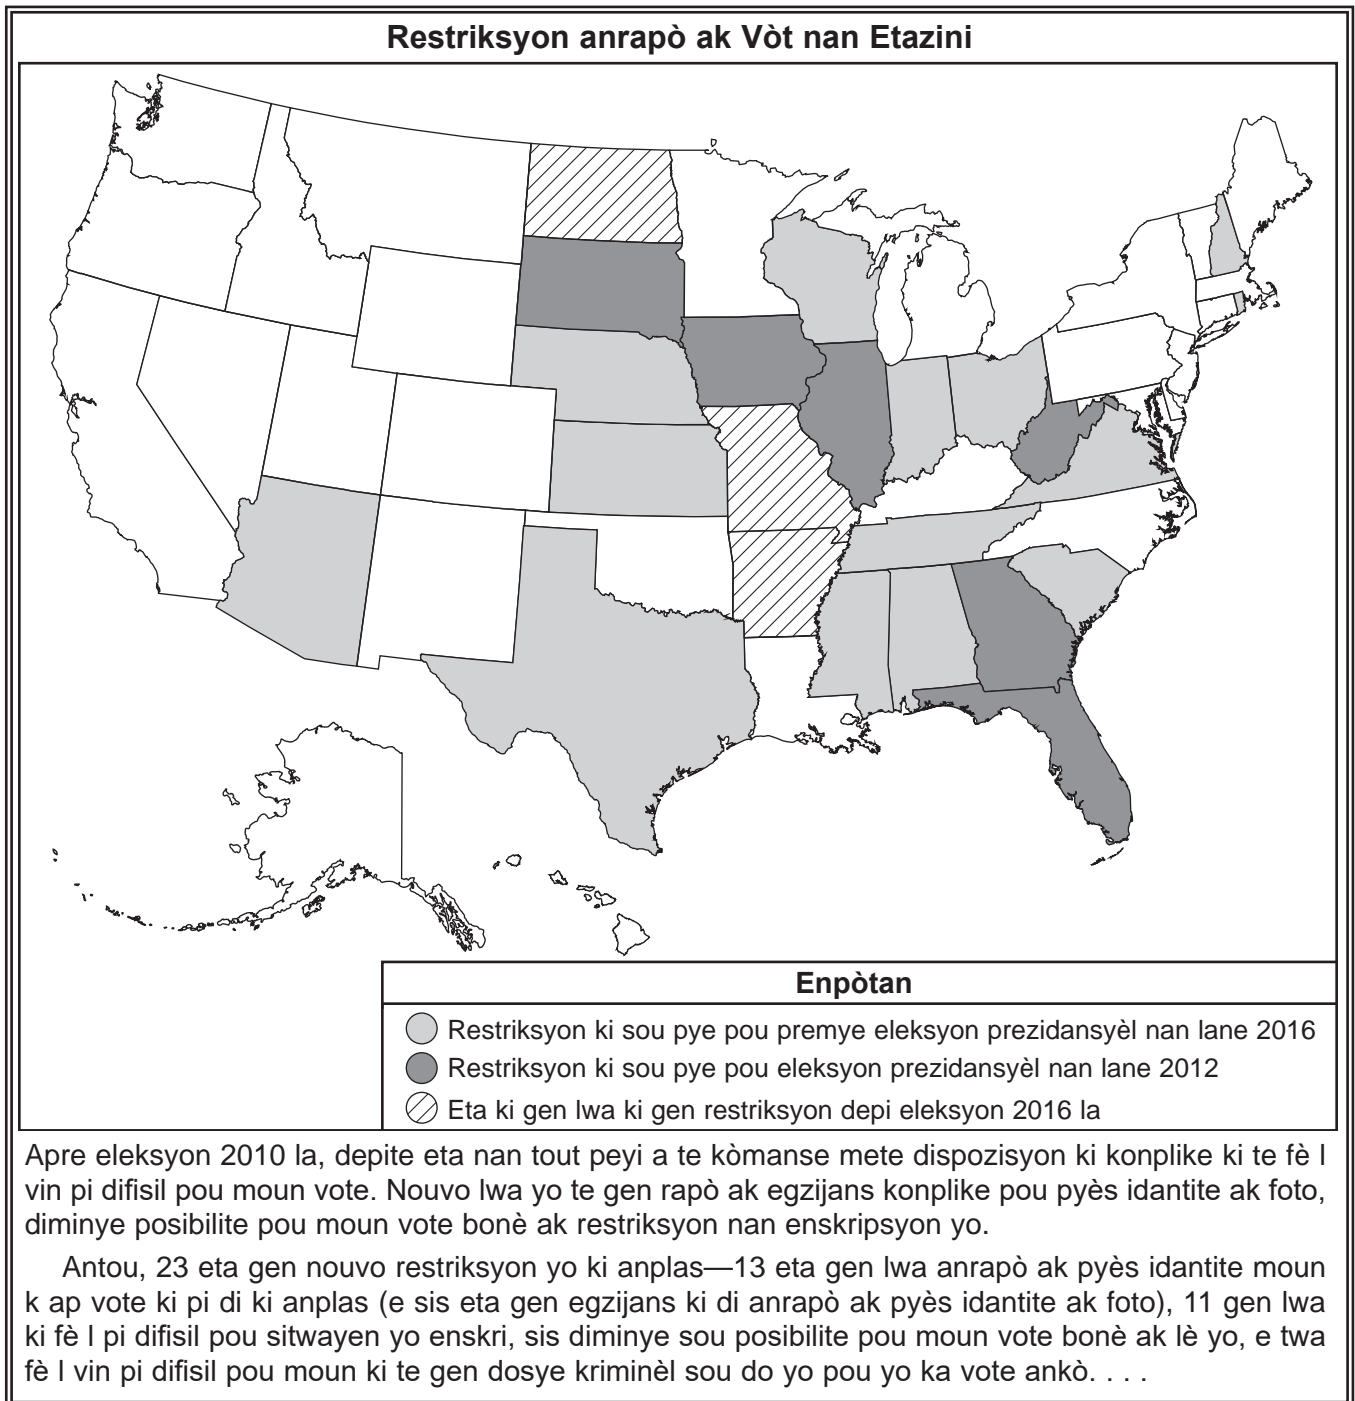 Restriksyon anrapò ak Vòt nan Etazini
Enpòtan
Restriksyon ki sou pye pou premye eleksyon prezidansyèl nan lane 2016
Restriksyon ki sou pye pou eleksyon prezidansyèl nan lane 2012
Eta ki gen lwa ki gen restriksyon depi eleksyon 2016 la
Apre eleksyon 2010 la, depite eta nan tout peyi a te kòmanse mete dispozisyon ki konplike ki te fè l
vin pi difisil pou moun vote. Nouvo lwa yo te gen rapò ak egzijans konplike pou pyès idantite ak foto,
diminye posibilite pou moun vote bonè ak restriksyon nan enskripsyon yo.
Antou, 23 eta gen nouvo restriksyon yo ki anplas—13 eta gen lwa anrapò ak pyès idantite moun
k ap vote ki pi di ki anplas (e sis eta gen egzijans ki di anrapò ak pyès idantite ak foto), 11 gen lwa
ki fè l pi difisil pou sitwayen yo enskri, sis diminye sou posibilite pou moun vote bonè ak lè yo, e twa
fè l vin pi difisil pou moun ki te gen dosye kriminèl sou do yo pou yo ka vote ankò. . . .